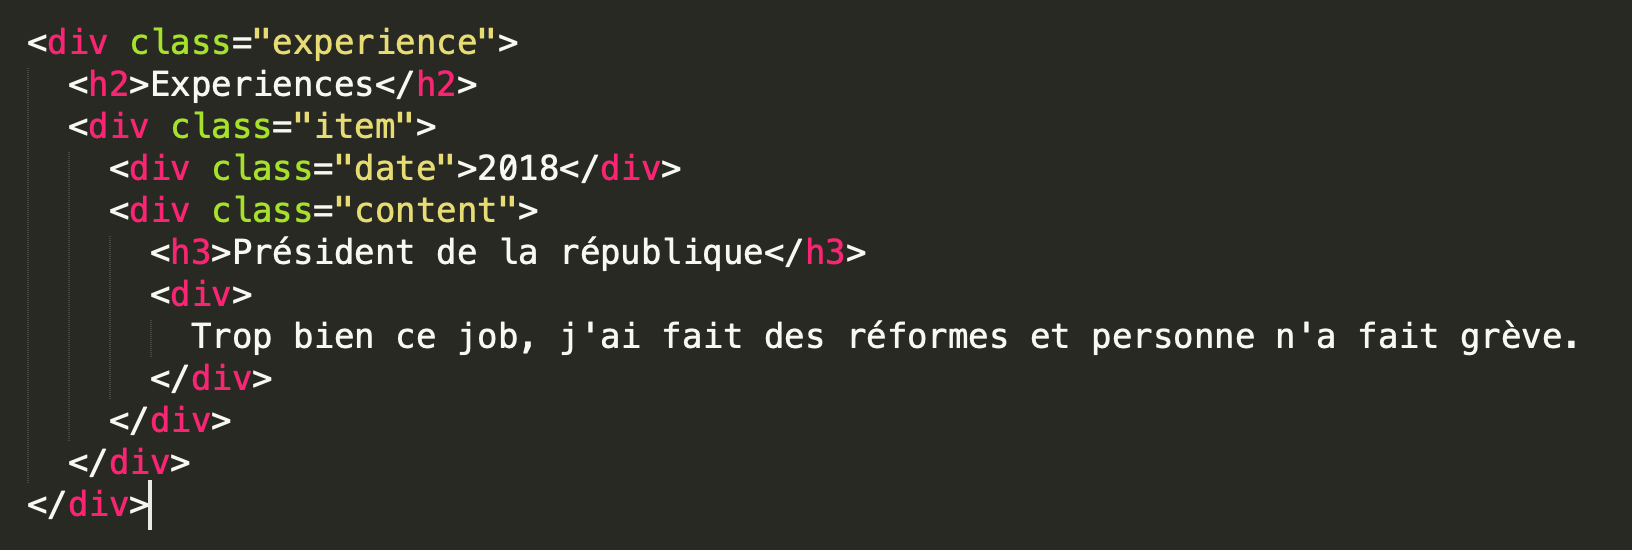 <div class="experience">
  <h2>Experiences</h2>
  <div class="item">
    <div class="date">2018</div>
    <div class="content">
      <h3>Président de la république</h3>
      <div>
        Trop bien ce job, j'ai fait des réformes et personne n'a fait grève.
      </div>
    </div>
  </div>
</div>